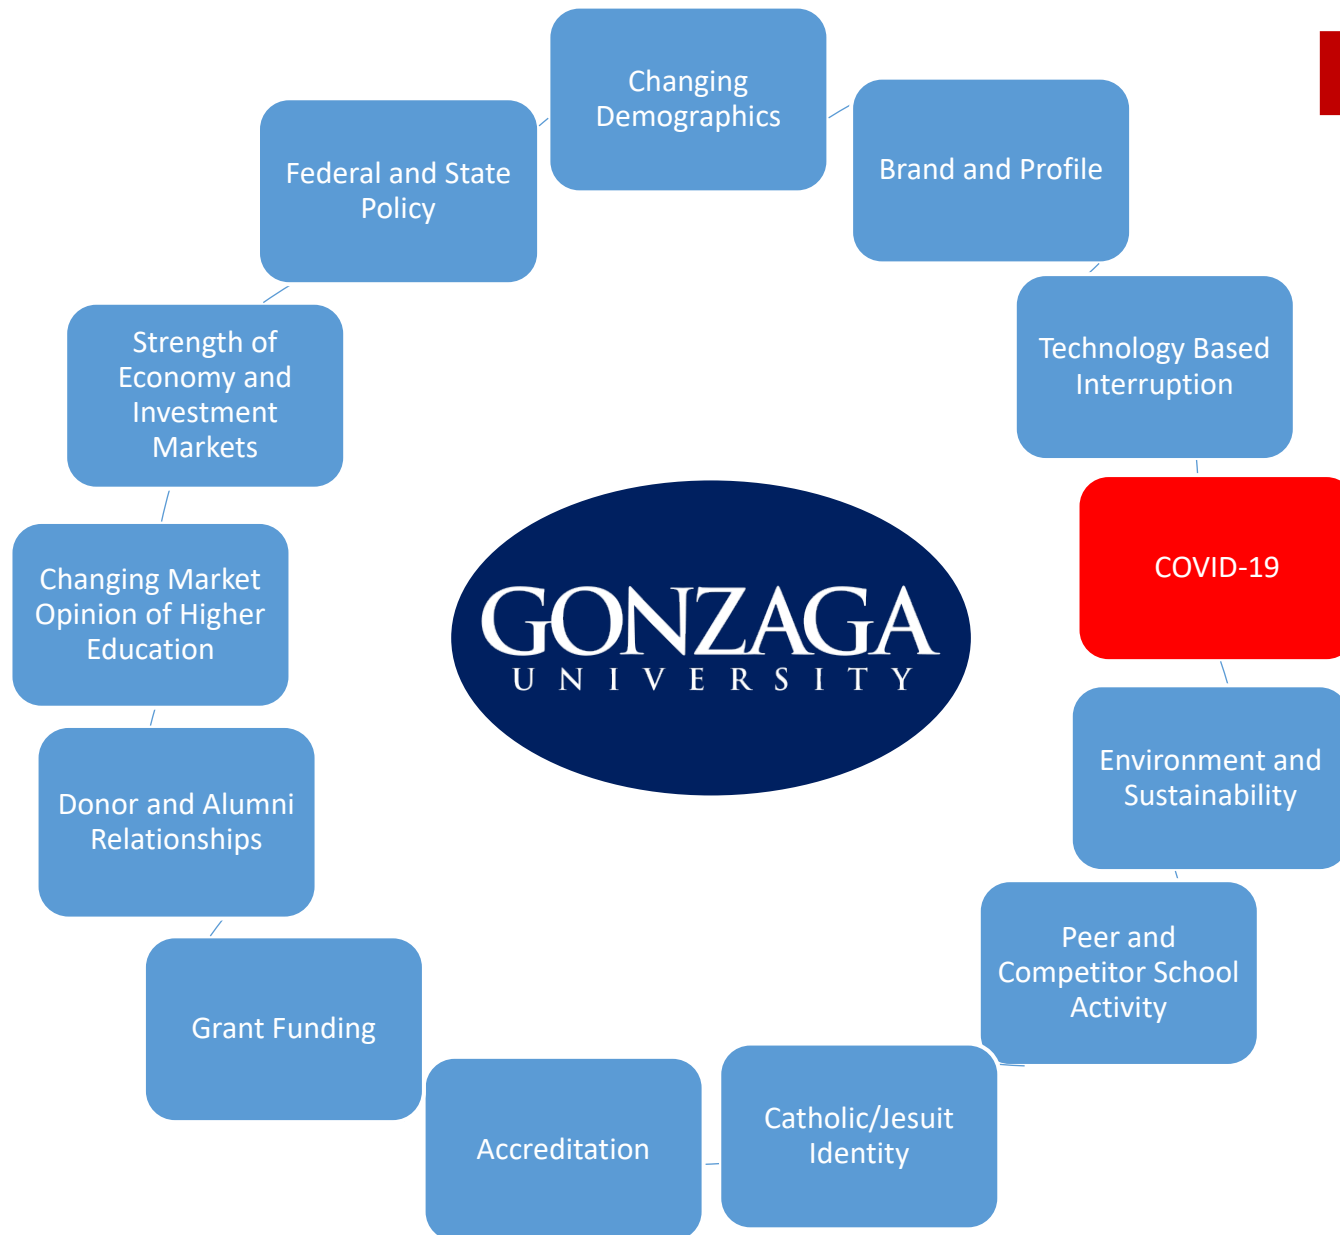 Changing
Demographics
Brand and Profile
Technology Based
Interruption
COVID-19
Environment and
Sustainability
Peer and
Competitor School
Activity
Catholic/Jesuit
Identity
Accreditation
Grant Funding
Donor and Alumni
Relationships
Changing Market
Opinion of Higher
Education
Strength of
Economy and
Investment
Markets
Federal and State
Policy
GONZAGA
UNIVERSITY